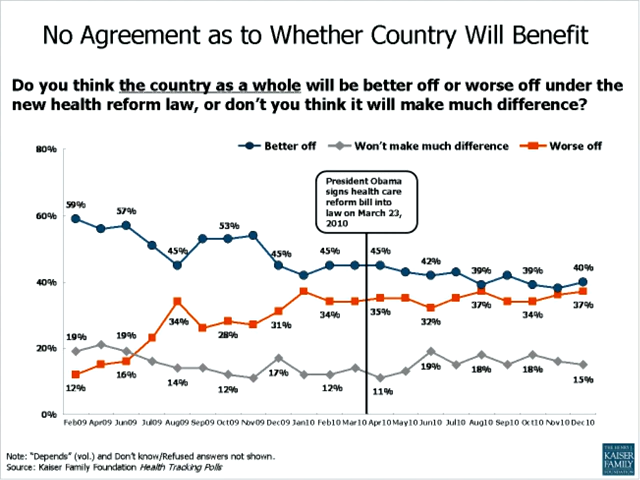 No Agreement as to Whether Country Will Benefit
Do you think the country as a whole will be better off or worse off under the
new health reform law, or don't you think it will make much difference?
80%
Better off
Won't make much difference
Worse off
President Obama
signs health care
reform bill into
law on March 23,
2010
60%
59%
57%
45%
53%
45%
45%
45%
42%
39%
39%
40%
40%
34%
28%
31%
34%
35%
32%
37%
34%
37%
20%
19%
19%
12%
16%
14%
12%
17%
12%
11%
19%
18%
18%
15%
0%
Feb09 Apr09 Jun09 Jul09 Aug09 Sep09 Oct09 Nov09 Dec09 Jan10 Feb10 Mar10 Apr10 May10 Jun10 Jul10 Aug10 Sep10 Oct10 Nov10 Dec10
Note: "Depends" (vol.) and Don't know/Refused answers not shown.
Source: Kaiser Family Foundation Health Tracking Polls
THE HENRY J.
KAISER
FAMILY
FOUNDATION